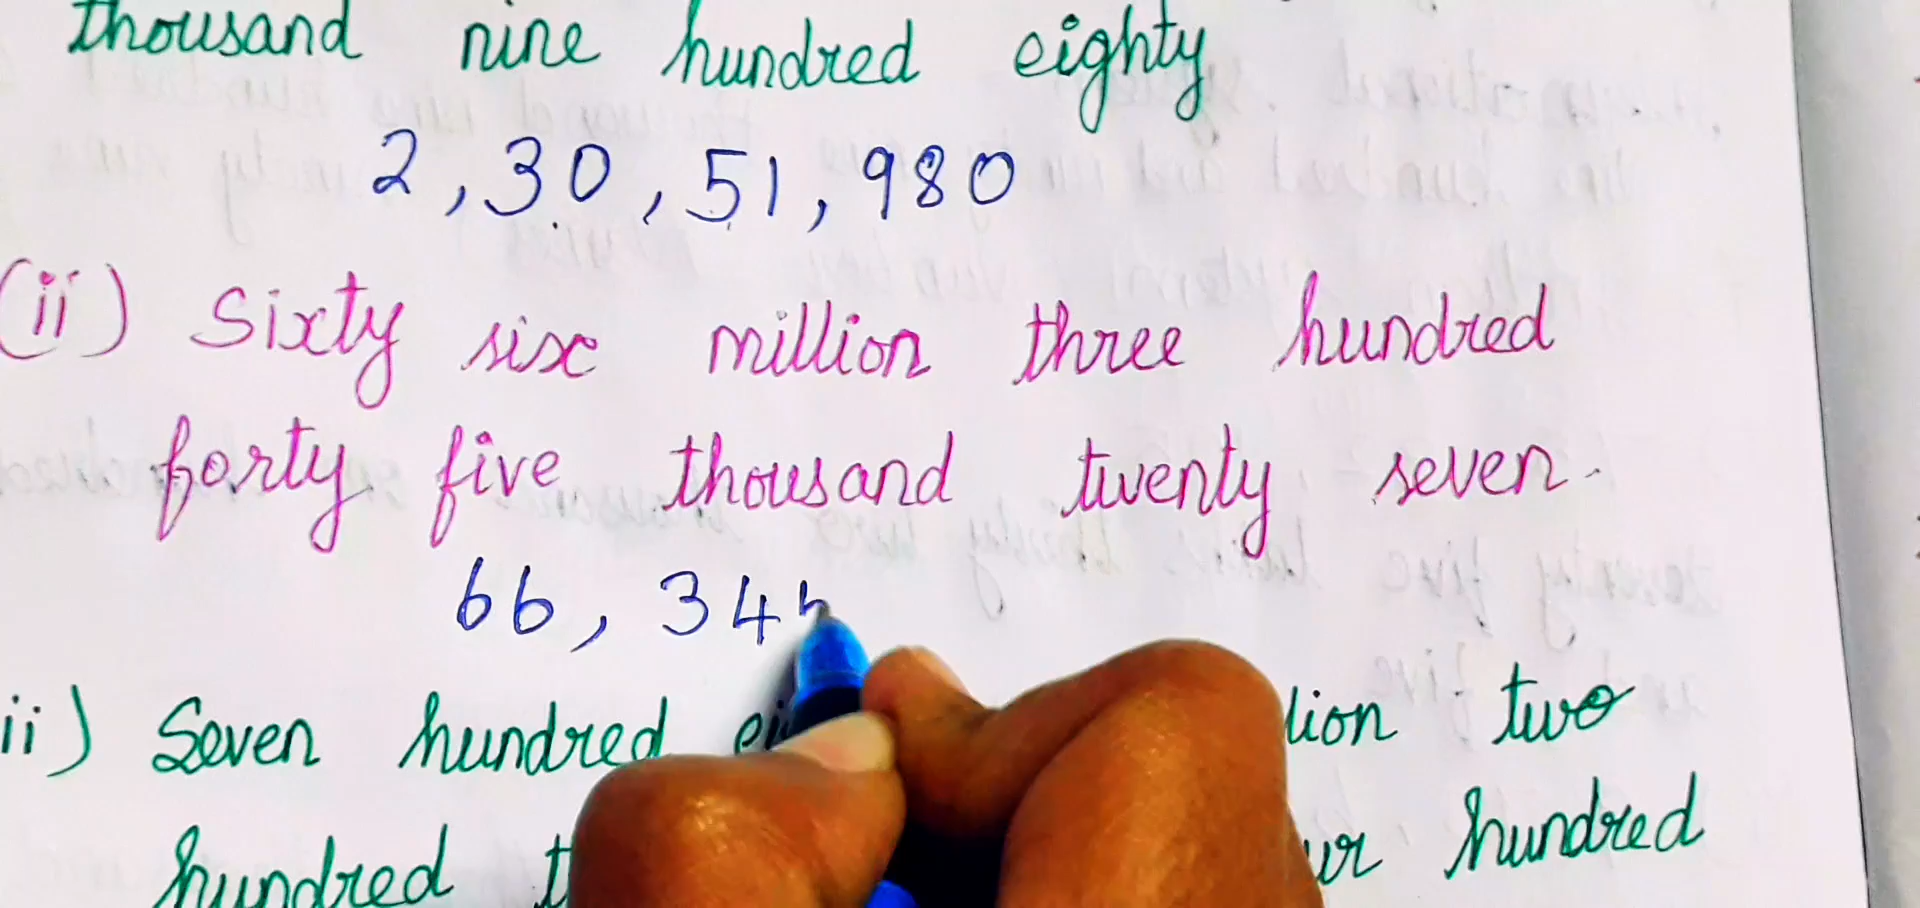 thousand nine hundred eighty
2,30,51,980
(ii) Sixty six million three hundred
forty five thousand twenty seven.
66, 34
ii) Seven hundred lion two
hundred hundred